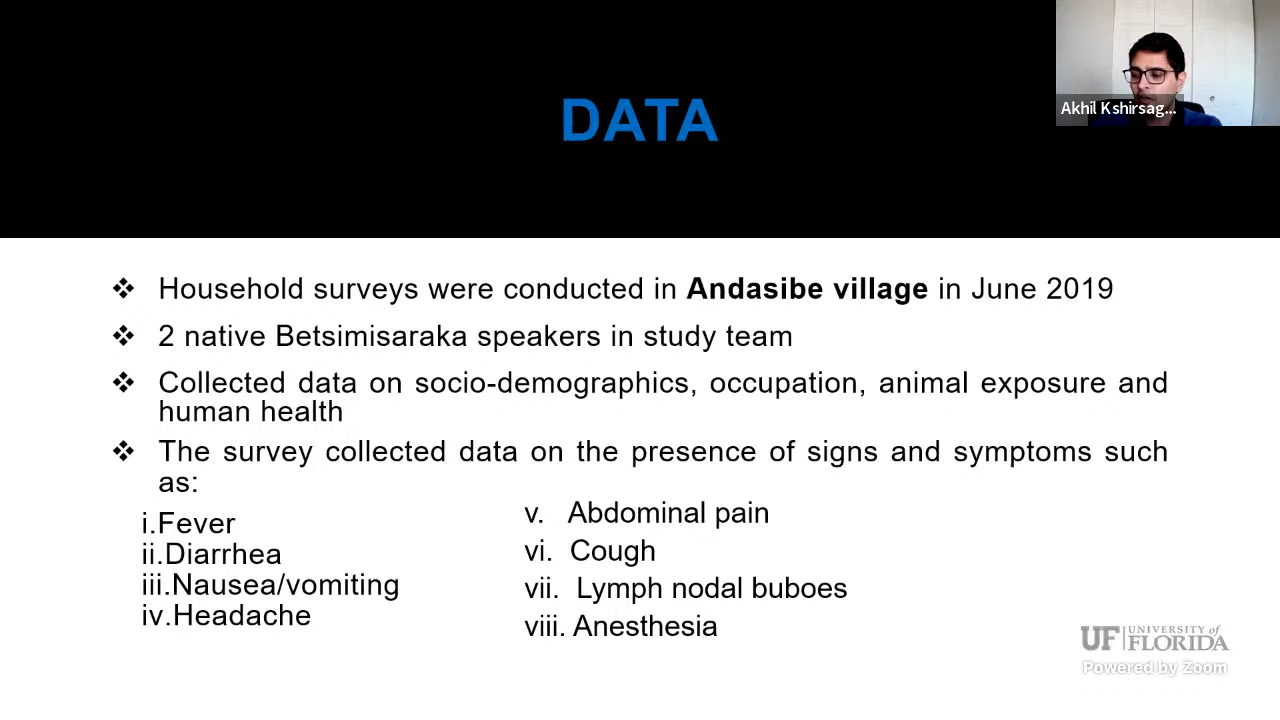 DATA
Akhil Kshirsag...
❖ Household surveys were conducted in Andasibe village in June 2019
❖ 2 native Betsimisaraka speakers in study team
❖ Collected data on socio-demographics, occupation, animal exposure and
human health
❖ The survey collected data on the presence of signs and symptoms such
as:
i.Fever
ii.Diarrhea
iii.Nausea/vomiting
iv.Headache
v. Abdominal pain
vi. Cough
vii. Lymph nodal buboes
viii. Anesthesia
UF UNIVERSITY of
FLORIDA
Powered by Zoom